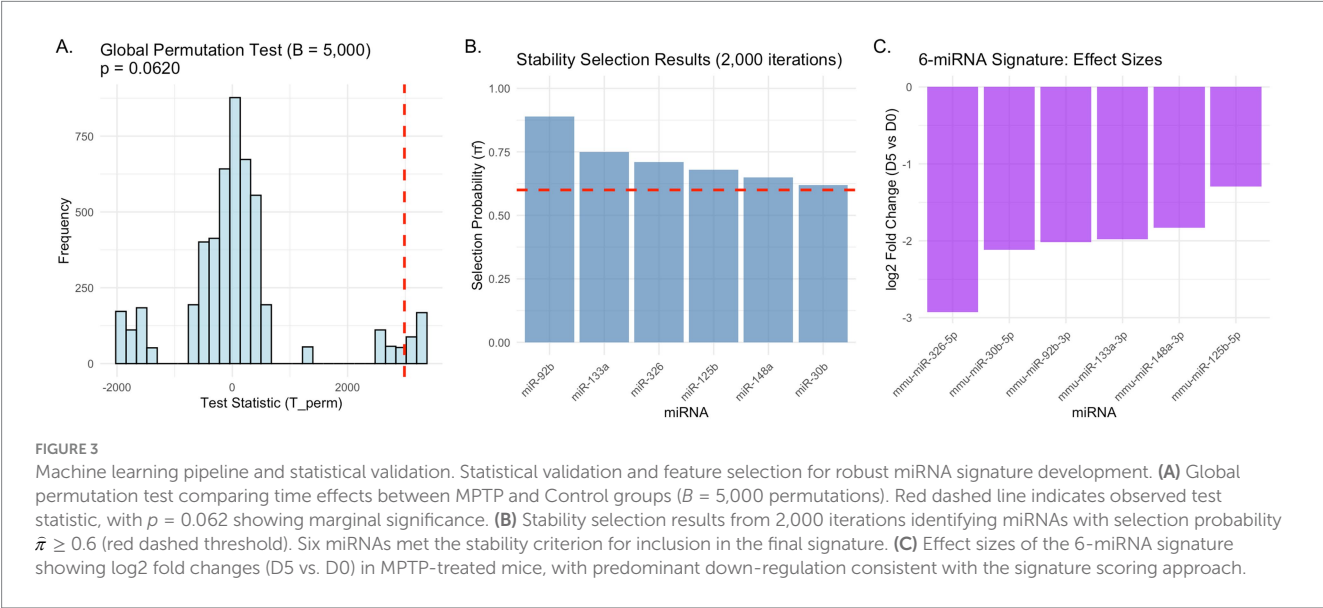 A.
Global Permutation Test (B = 5,000)
p = 0.0620
Frequency
750
500
250
0
-2000
0
2000
Test Statistic (T_perm)
B.
Stability Selection Results (2,000 iterations)
Selection Probability (π̂)
1.00
0.75
0.50
0.25
0.00
miR-92b
miR-133a
miR-326
miR-125b
miR-148a
miR-30b
miRNA
C.
6-miRNA Signature: Effect Sizes
log2 Fold Change (D5 vs D0)
0
-1
-2
-3
mmu-miR-326-5p
mmu-miR-30b-5p
mmu-miR-92b-3p
mmu-miR-133a-3p
mmu-miR-148a-3p
mmu-miR-125b-5p
miRNA
FIGURE 3
Machine learning pipeline and statistical validation. Statistical validation and feature selection for robust miRNA signature development. (A) Global
permutation test comparing time effects between MPTP and Control groups (B = 5,000 permutations). Red dashed line indicates observed test
statistic, with p = 0.062 showing marginal significance. (B) Stability selection results from 2,000 iterations identifying miRNAs with selection probability
π̂ ≥ 0.6 (red dashed threshold). Six miRNAs met the stability criterion for inclusion in the final signature. (C) Effect sizes of the 6-miRNA signature
showing log2 fold changes (D5 vs. D0) in MPTP-treated mice, with predominant down-regulation consistent with the signature scoring approach.